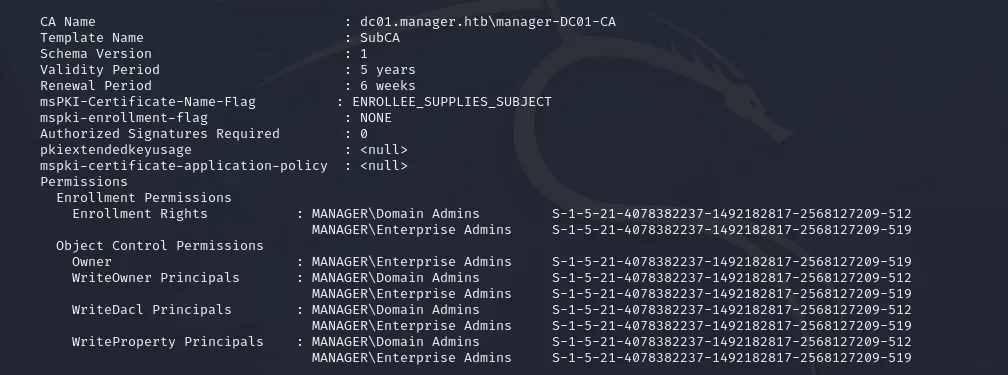 CA Name : dc01.manager.htb\manager-DC01-CA
Template Name : SubCA
Schema Version : 1
Validity Period : 5 years
Renewal Period : 6 weeks
msPKI-Certificate-Name-Flag : ENROLLEE_SUPPLIES_SUBJECT
mspki-enrollment-flag : NONE
Authorized Signatures Required : 0
pkiextendedkeyusage : <null>
mspki-certificate-application-policy : <null>
Permissions
Enrollment Permissions
Enrollment Rights : MANAGER\Domain Admins S-1-5-21-4078382237-1492182817-2568127209-512
MANAGER\Enterprise Admins S-1-5-21-4078382237-1492182817-2568127209-519
Object Control Permissions
Owner : MANAGER\Enterprise Admins S-1-5-21-4078382237-1492182817-2568127209-519
WriteOwner Principals : MANAGER\Domain Admins S-1-5-21-4078382237-1492182817-2568127209-512
MANAGER\Enterprise Admins S-1-5-21-4078382237-1492182817-2568127209-519
WriteDacl Principals : MANAGER\Domain Admins S-1-5-21-4078382237-1492182817-2568127209-512
MANAGER\Enterprise Admins S-1-5-21-4078382237-1492182817-2568127209-519
WriteProperty Principals : MANAGER\Domain Admins S-1-5-21-4078382237-1492182817-2568127209-512
MANAGER\Enterprise Admins S-1-5-21-4078382237-1492182817-2568127209-519